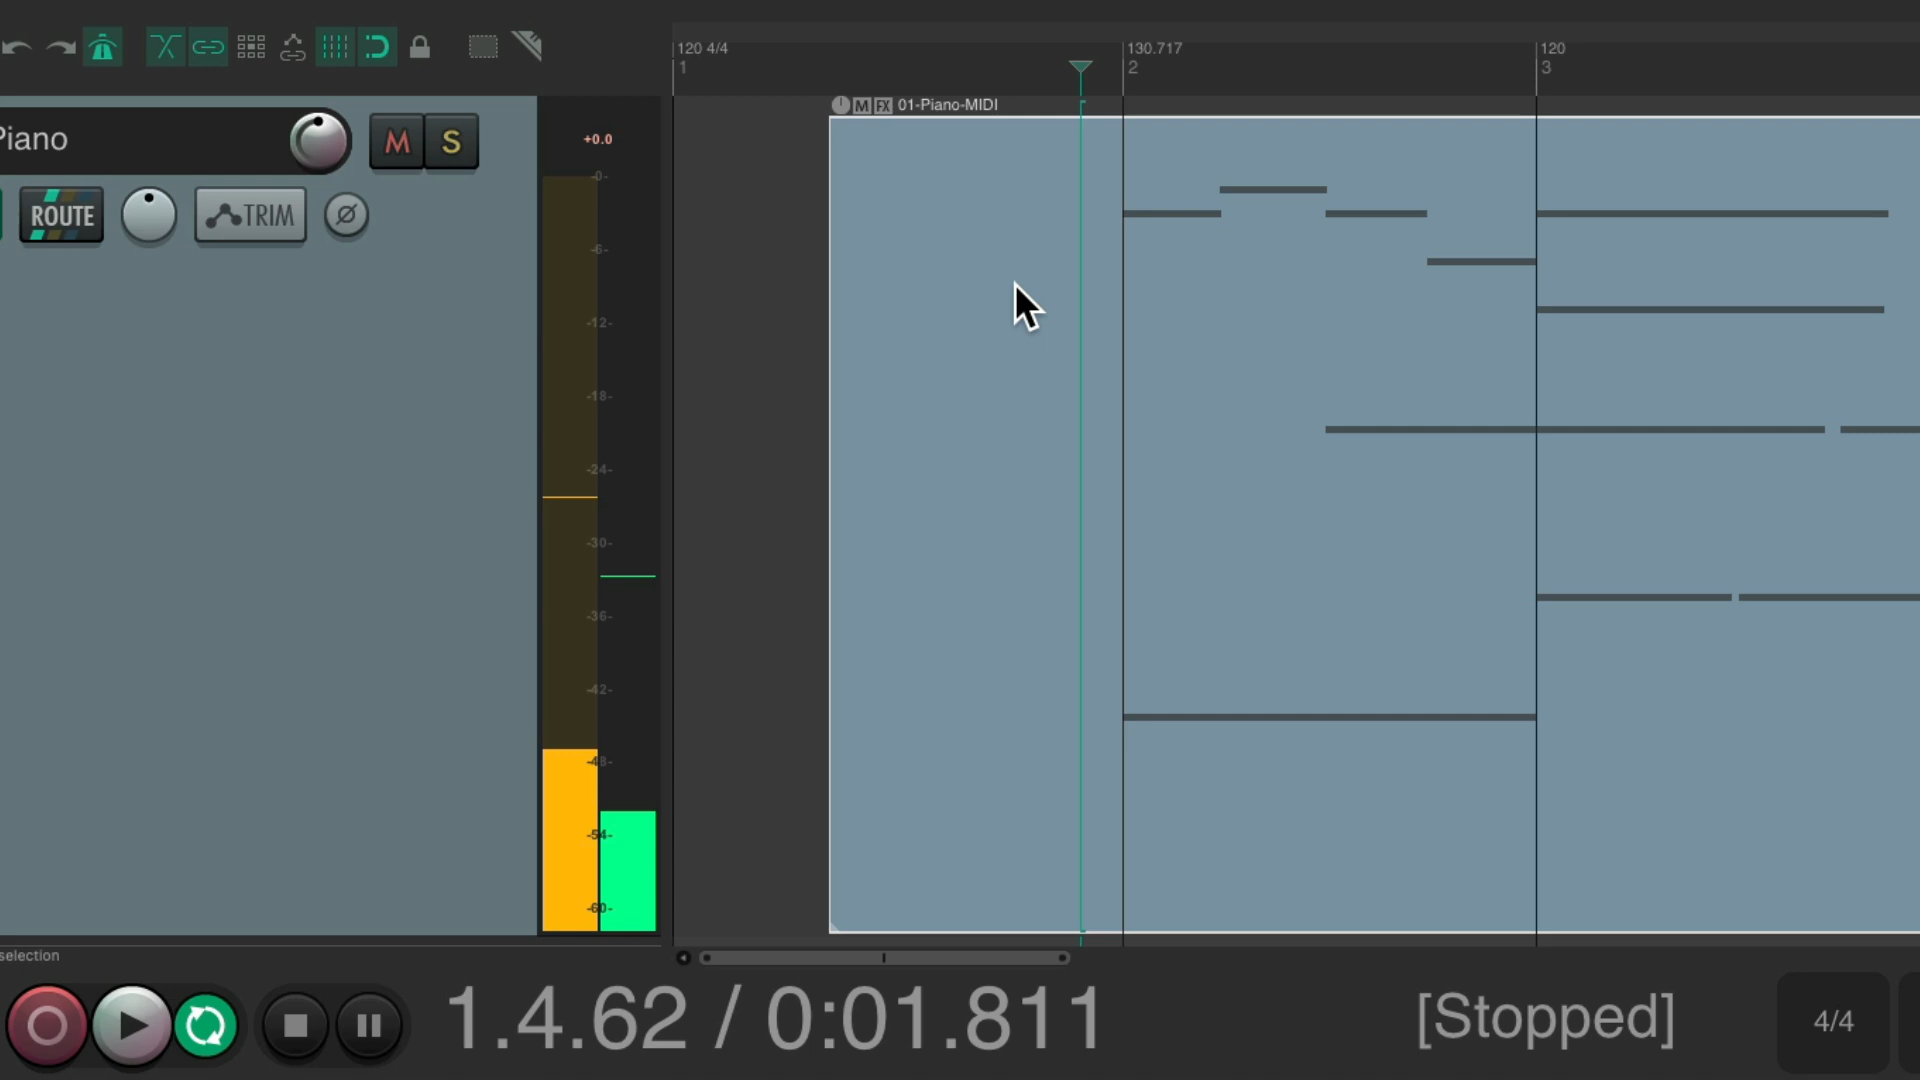 120 4/4
1
130.717
2
120
3
M FX 01-Piano-MIDI
Piano
M
S
+0.0
ROUTE
TRIM
-0-
-6-
-12-
-18-
-24-
-30-
-36-
-42-
-48-
-54-
-60-
selection
1.4.62 / 0:01.811
[Stopped]
4/4